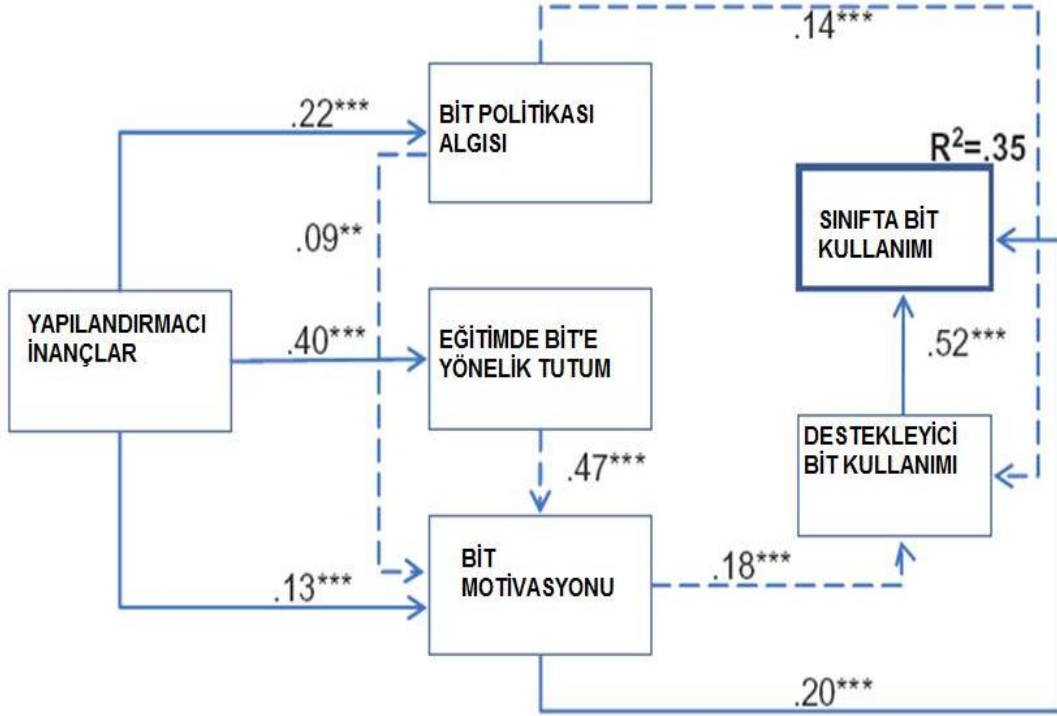 .14***
.22***
BİT POLİTİKASI
ALGISI
R²=.35
SINIFTA BİT
KULLANIMI
.09**
YAPILANDIRMACI
İNANÇLAR
.40***
EĞİTİMDE BİT'E
YÖNELİK TUTUM
.52***
DESTEKLEYİCİ
BİT KULLANIMI
.47***
BİT
MOTİVASYONU
.18***
.13***
.20***